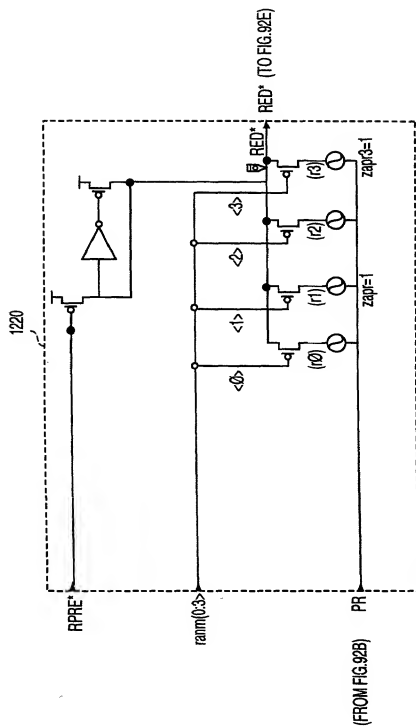 1220
RPRE*
ranm(0:3>
PR
(FROM FIG.92B)
<0>
<1>
<2>
<3>
RED*
RED* (TO FIG.92E)
(r0)
(r1)
(r2)
(r3)
zapr=1
zapr3=1